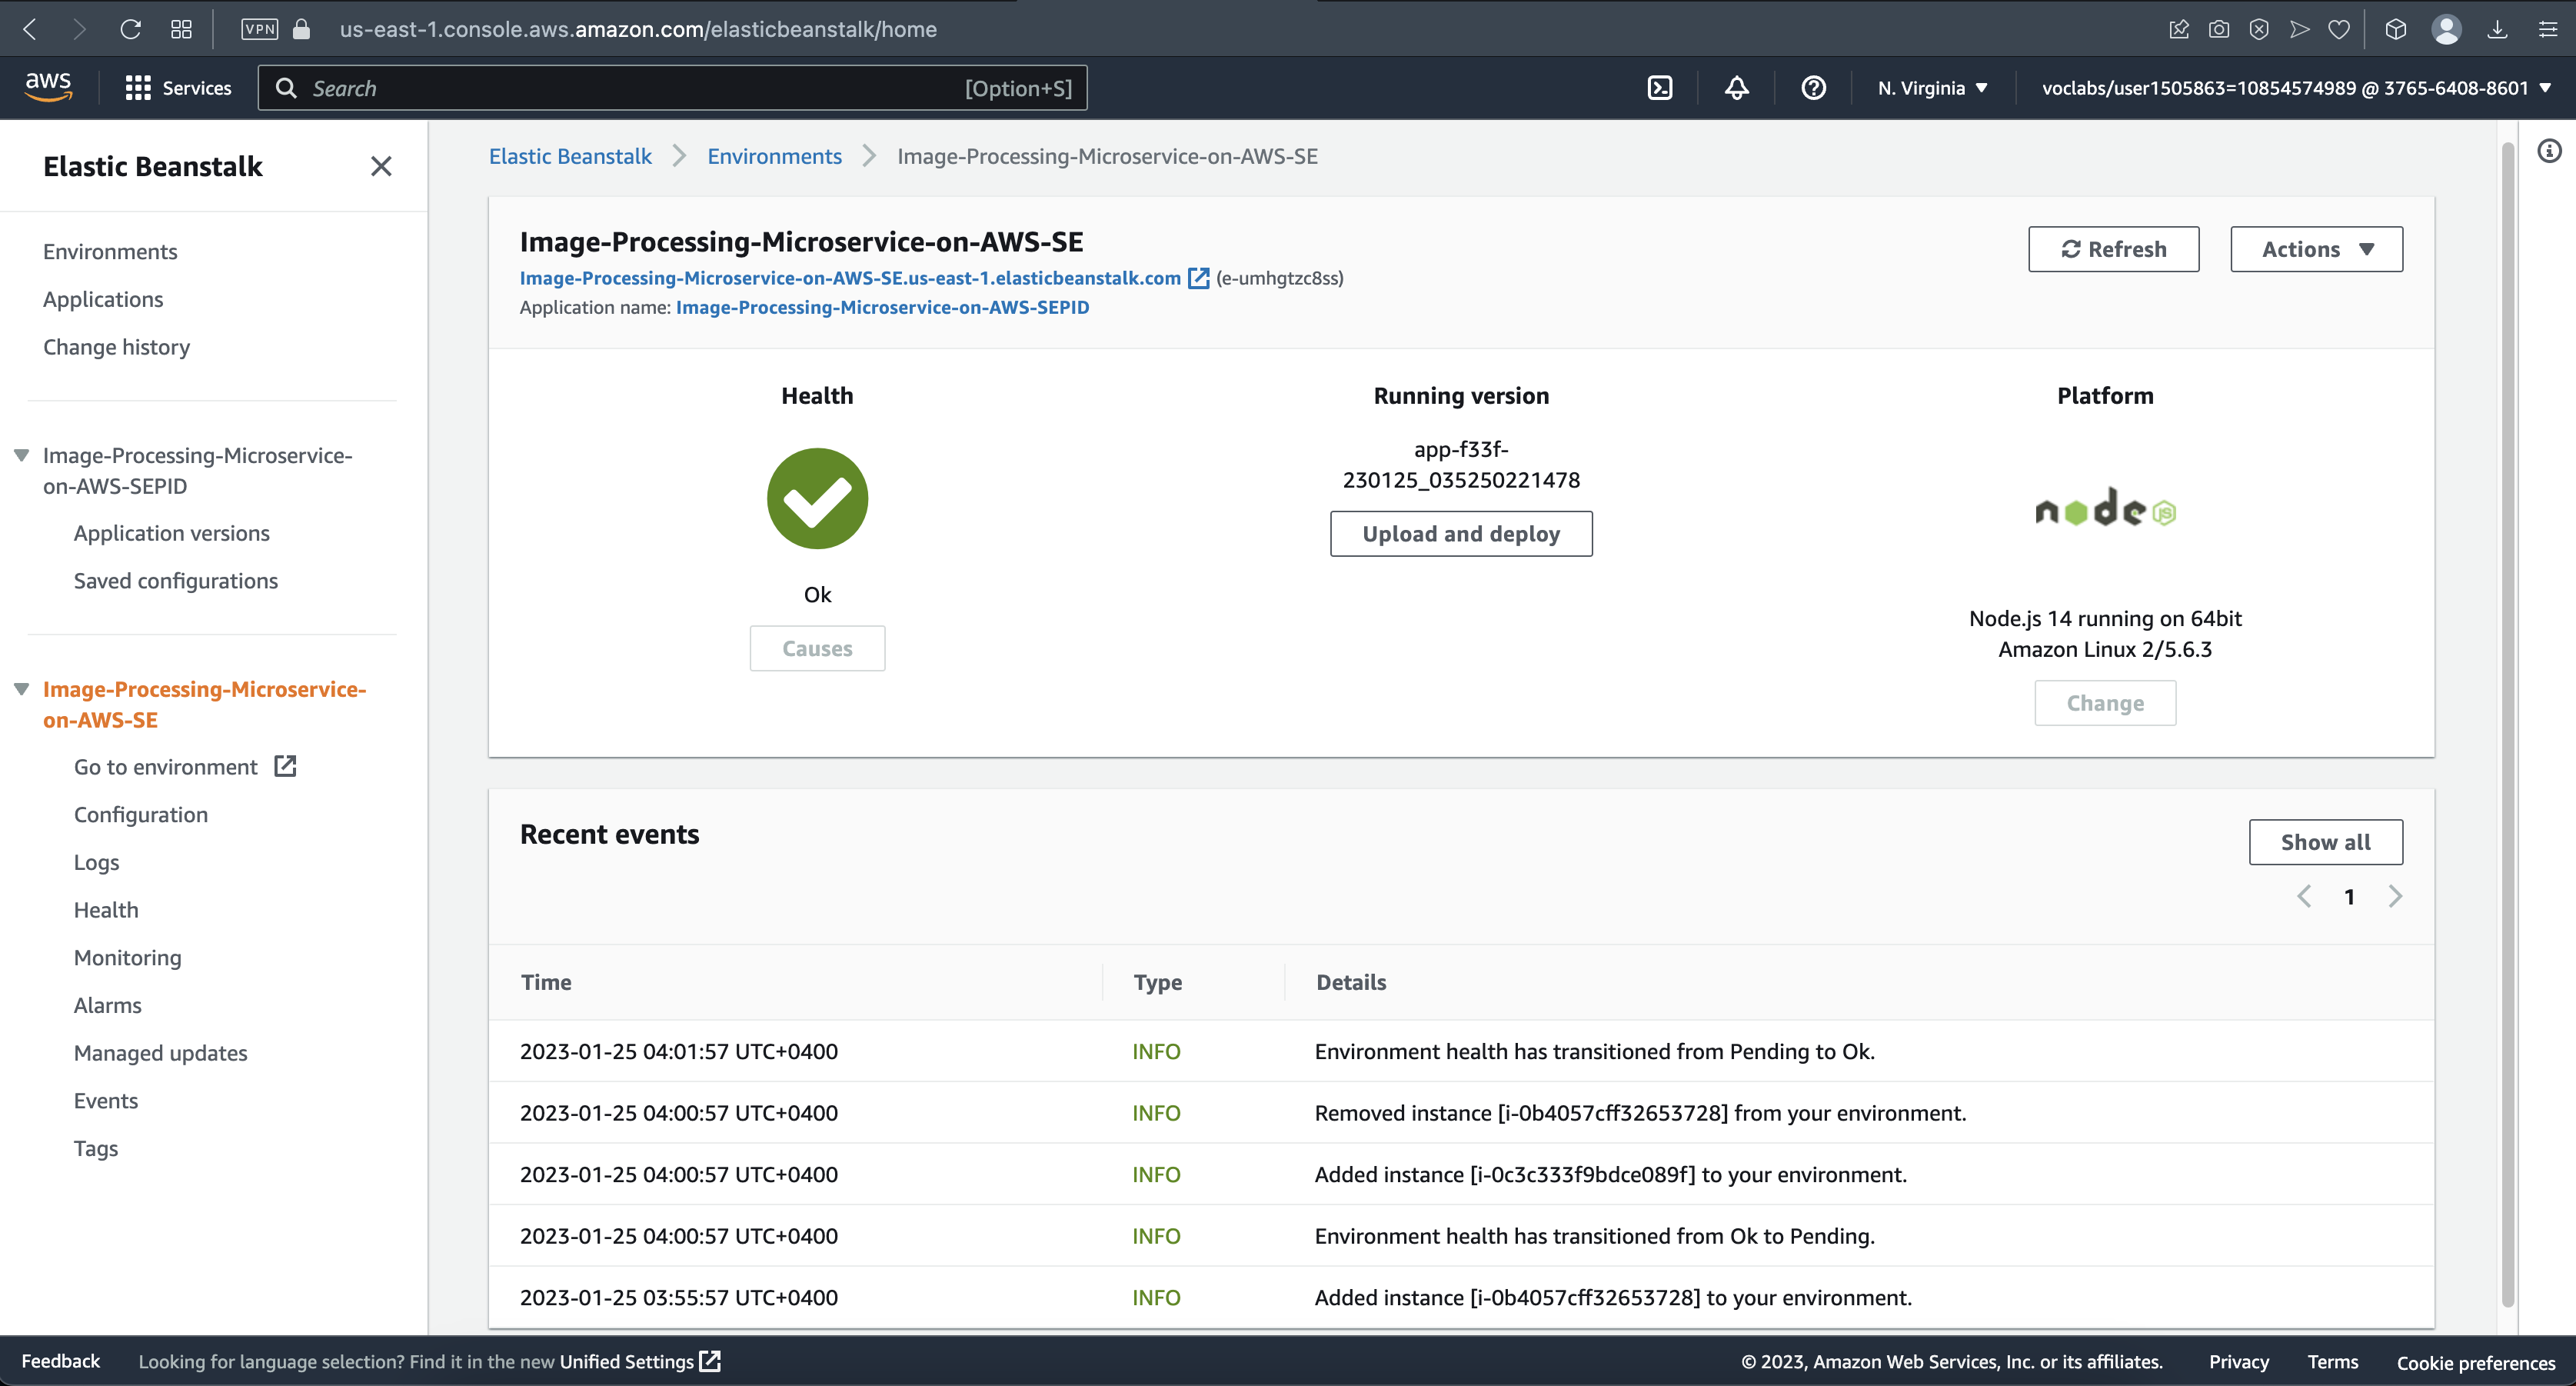 VPN us-east-1.console.aws.amazon.com/elasticbeanstalk/home
aws Services Search [Option+S] N. Virginia voclabs/user1505863=10854574989 @ 3765-6408-8601
Elastic Beanstalk
Environments
Applications
Change history
Image-Processing-Microservice-
on-AWS-SEPID
Application versions
Saved configurations
Image-Processing-Microservice-
on-AWS-SE
Go to environment
Configuration
Logs
Health
Monitoring
Alarms
Managed updates
Events
Tags
Elastic Beanstalk Environments Image-Processing-Microservice-on-AWS-SE
Image-Processing-Microservice-on-AWS-SE
Refresh Actions
Image-Processing-Microservice-on-AWS-SE.us-east-1.elasticbeanstalk.com (e-umhgtzc8ss)
Application name: Image-Processing-Microservice-on-AWS-SEPID
Health
Ok
Causes
Running version
app-f33f-
230125_035250221478
Upload and deploy
Platform
node JS
Node.js 14 running on 64bit
Amazon Linux 2/5.6.3
Change
Recent events
Show all
1
Time Type Details
2023-01-25 04:01:57 UTC+0400 INFO Environment health has transitioned from Pending to Ok.
2023-01-25 04:00:57 UTC+0400 INFO Removed instance [i-0b4057cff32653728] from your environment.
2023-01-25 04:00:57 UTC+0400 INFO Added instance [i-0c3c333f9bdce089f] to your environment.
2023-01-25 04:00:57 UTC+0400 INFO Environment health has transitioned from Ok to Pending.
2023-01-25 03:55:57 UTC+0400 INFO Added instance [i-0b4057cff32653728] to your environment.
Feedback Looking for language selection? Find it in the new Unified Settings © 2023, Amazon Web Services, Inc. or its affiliates. Privacy Terms Cookie preferences